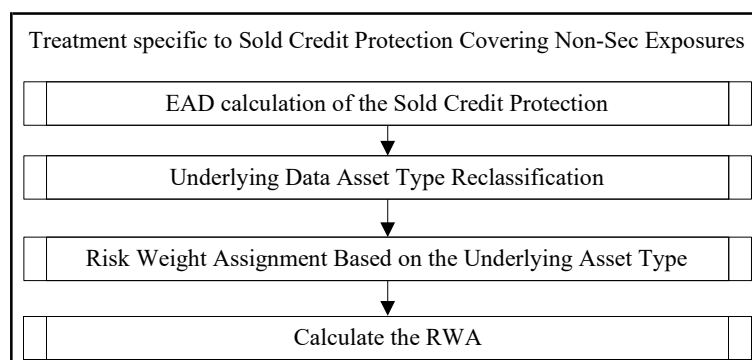 Treatment specific to Sold Credit Protection Covering Non-Sec Exposures
EAD calculation of the Sold Credit Protection
Underlying Data Asset Type Reclassification
Risk Weight Assignment Based on the Underlying Asset Type
Calculate the RWA